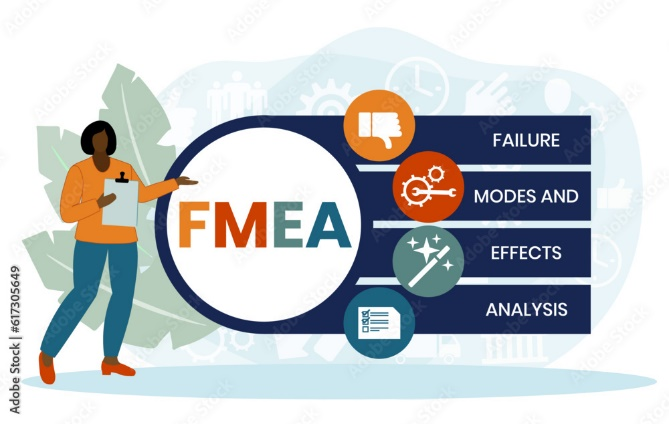 FMEA
FAILURE
MODES AND
EFFECTS
ANALYSIS
Adobe Stock | #617305649